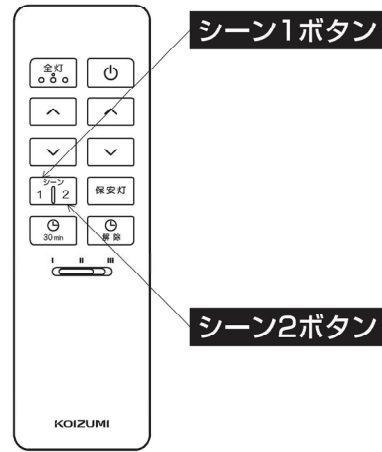 シーン1ボタン
全灯
シーン
1 2
保安灯
30min
解除
I II III
シーン2ボタン
KOIZUMI